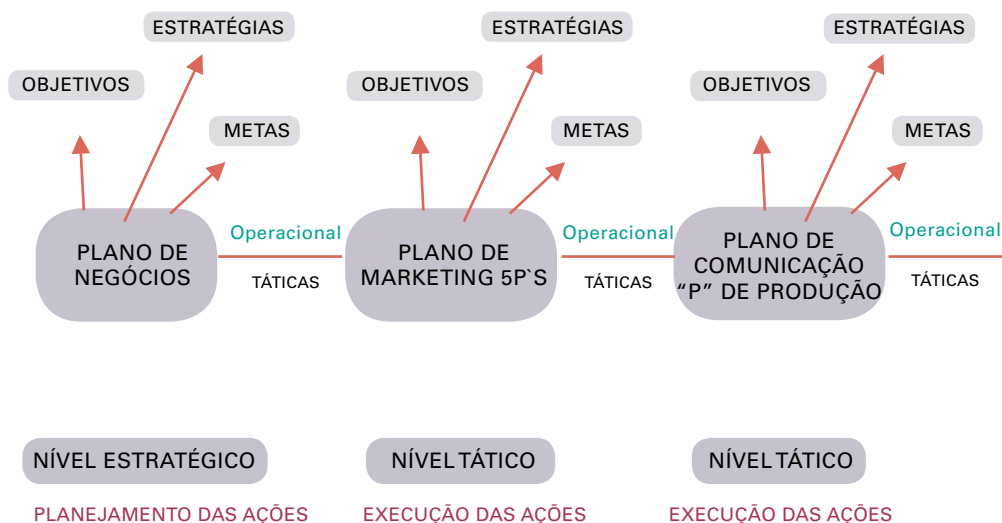 ESTRATÉGIAS
OBJETIVOS
METAS
PLANO DE
NEGÓCIOS
Operacional
TÁTICAS
ESTRATÉGIAS
OBJETIVOS
METAS
PLANO DE
MARKETING 5P`S
Operacional
TÁTICAS
ESTRATÉGIAS
OBJETIVOS
METAS
PLANO DE
COMUNICAÇÃO
“P” DE PRODUÇÃO
Operacional
TÁTICAS
NÍVEL ESTRATÉGICO
PLANEJAMENTO DAS AÇÕES
NÍVEL TÁTICO
EXECUÇÃO DAS AÇÕES
NÍVEL TÁTICO
EXECUÇÃO DAS AÇÕES